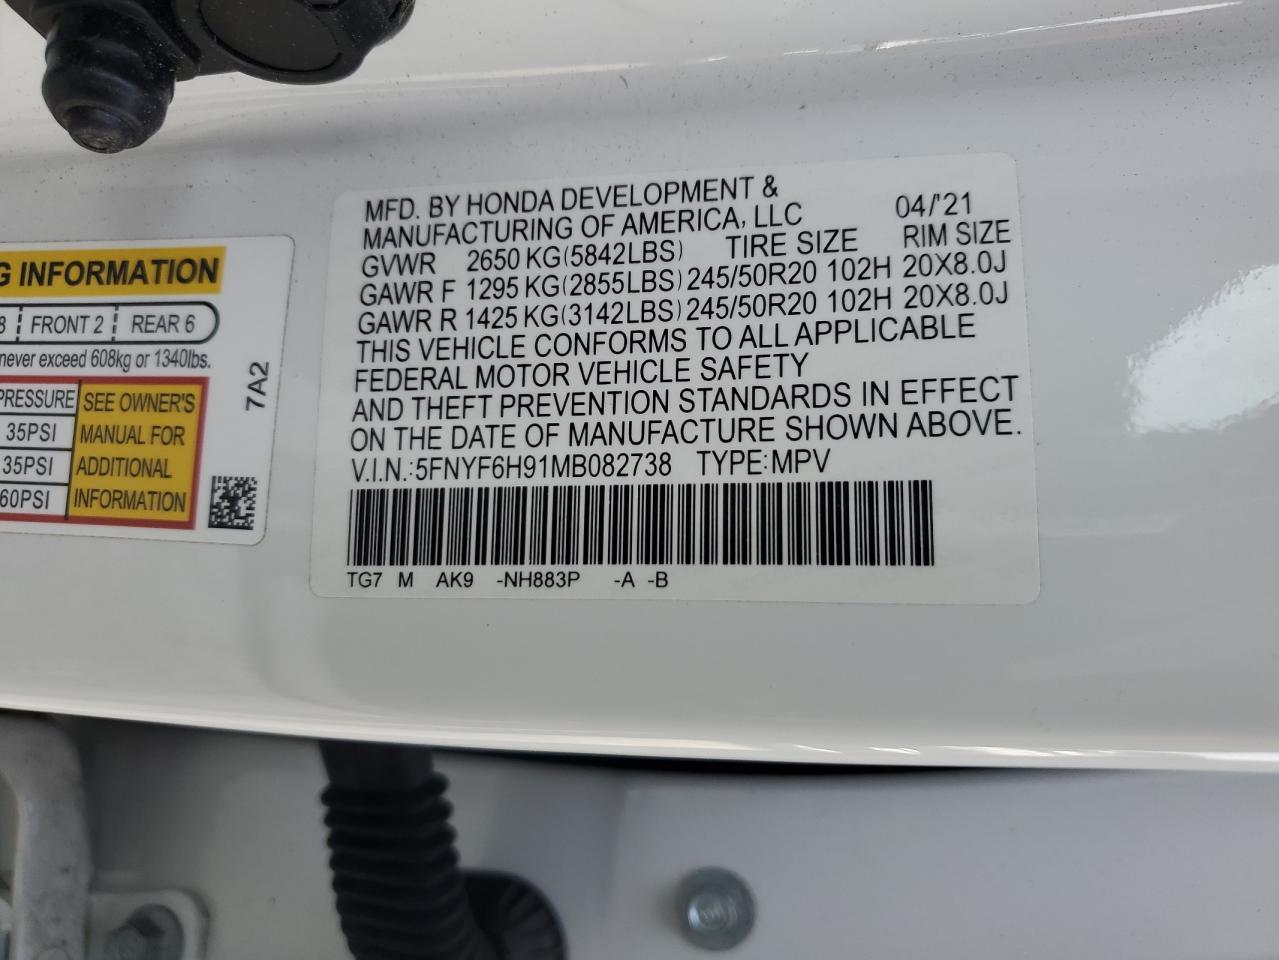 G INFORMATION
8 FRONT 2 REAR 6
never exceed 608kg or 1340lbs.
PRESSURE SEE OWNER'S
35PSI MANUAL FOR
35PSI ADDITIONAL
60PSI INFORMATION
7A2
MFD. BY HONDA DEVELOPMENT &
MANUFACTURING OF AMERICA, LLC 04/'21
GVWR 2650 KG(5842LBS) TIRE SIZE RIM SIZE
GAWR F 1295 KG(2855LBS) 245/50R20 102H 20X8.0J
GAWR R 1425 KG(3142LBS) 245/50R20 102H 20X8.0J
THIS VEHICLE CONFORMS TO ALL APPLICABLE
FEDERAL MOTOR VEHICLE SAFETY
AND THEFT PREVENTION STANDARDS IN EFFECT
ON THE DATE OF MANUFACTURE SHOWN ABOVE.
V.I.N.:5FNYF6H91MB082738 TYPE:MPV
TG7 M AK9 -NH883P -A -B